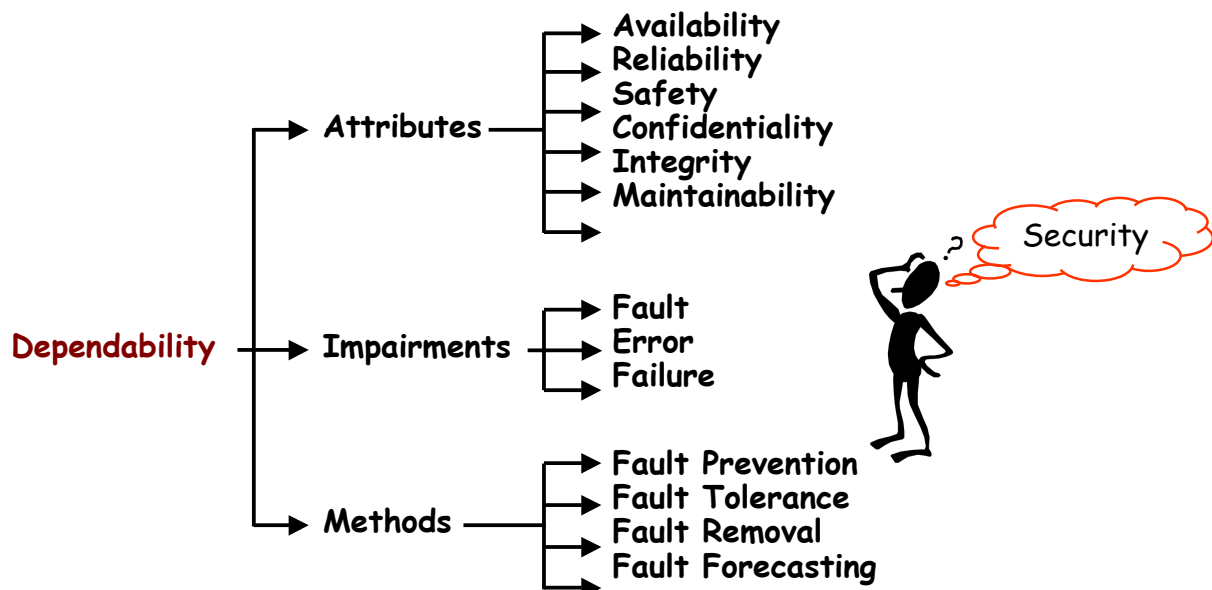 Dependability
Attributes
Availability
Reliability
Safety
Confidentiality
Integrity
Maintainability
Impairments
Fault
Error
Failure
Methods
Fault Prevention
Fault Tolerance
Fault Removal
Fault Forecasting
?
Security